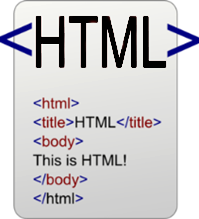 <HTML>
<html>
<title>HTML</title>
<body>
This is HTML!
</body>
</html>